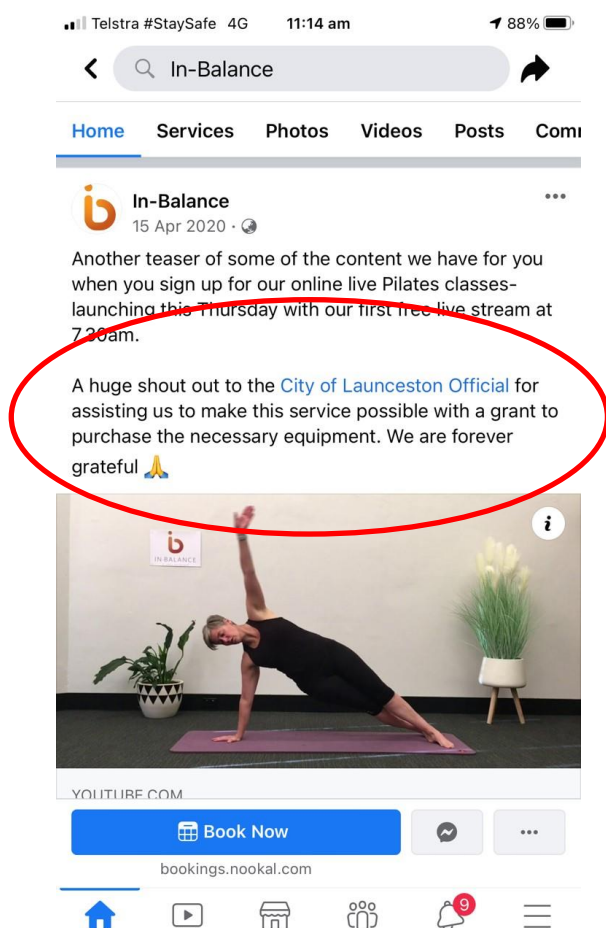 Telstra #StaySafe 4G 11:14 am 88%
In-Balance
Home Services Photos Videos Posts Com
In-Balance
15 Apr 2020 ·
Another teaser of some of the content we have for you
when you sign up for our online live Pilates classes-
launching this Thursday with our first free live stream at
7.30am.
A huge shout out to the City of Launceston Official for
assisting us to make this service possible with a grant to
purchase the necessary equipment. We are forever
grateful 🙏
i
b
IN BALANCE
YOUTUBE.COM
Book Now
bookings.nookal.com
9